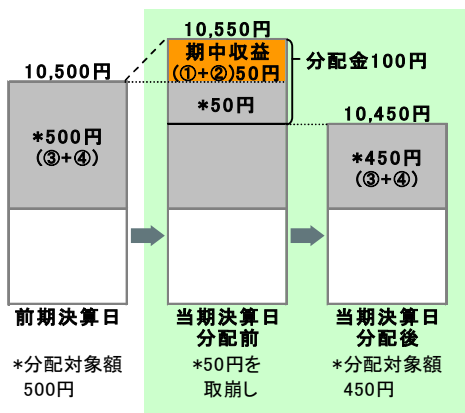 10,550円
期中収益
(①+②)50円
分配金100円
10,500円
*50円
10,450円
*500円
(③+④)
*450円
(③+④)
前期決算日
当期決算日
分配前
当期決算日
分配後
*分配対象額
500円
*50円を
取崩し
*分配対象額
450円